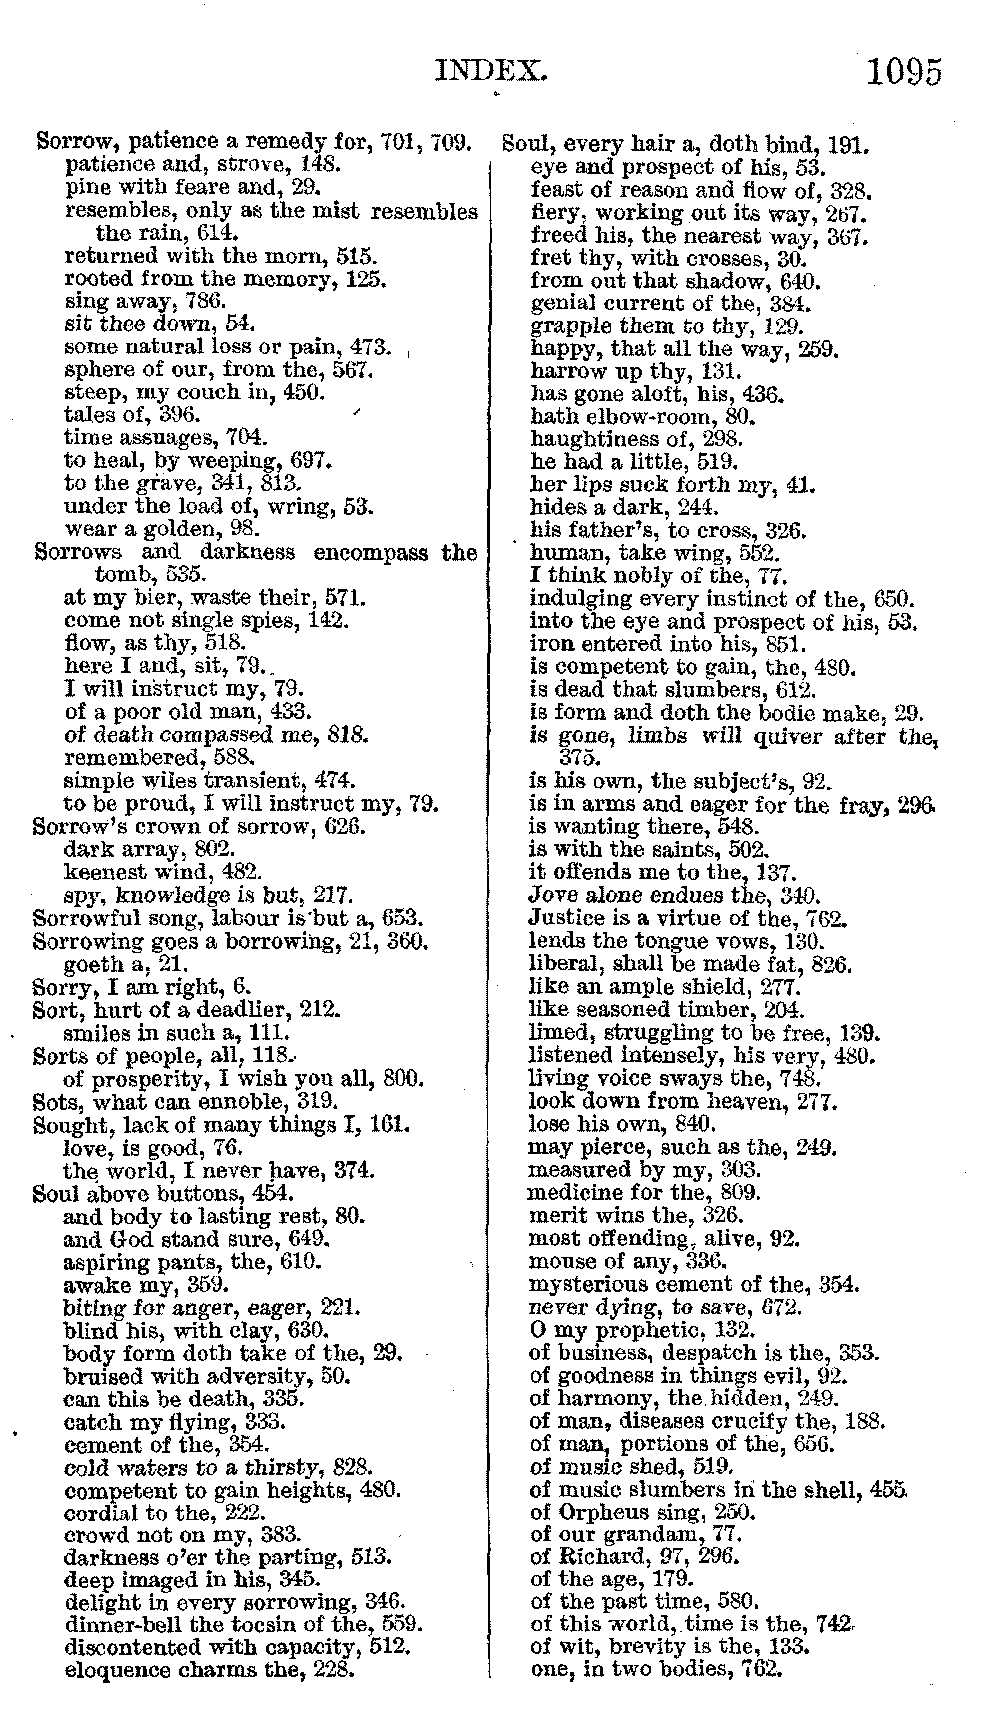 INDEX.
1095
Sorrow, patience a remedy for, 701, 709.
patience and, strove, 148.
pine with feare and, 29.
resembles, only as the mist resembles
the rain, 614.
returned with the morn, 515.
rooted from the memory, 125.
sing away, 786.
sit thee down, 54.
some natural loss or pain, 473.
sphere of our, from the, 567.
steep, my couch in, 450.
tales of, 396.
time assuages, 704.
to heal, by weeping, 697.
to the grave, 341, 813.
under the load of, wring, 53.
wear a golden, 98.
Sorrows and darkness encompass the
tomb, 535.
at my bier, waste their, 571.
come not single spies, 142.
flow, as thy, 518.
here I and, sit, 79.
I will instruct my, 79.
of a poor old man, 433.
of death compassed me, 818.
remembered, 588.
simple wiles transient, 474.
to be proud, I will instruct my, 79.
Sorrow's crown of sorrow, 626.
dark array, 802.
keenest wind, 482.
spy, knowledge is but, 217.
Sorrowful song, labour is but a, 653.
Sorrowing goes a borrowing, 21, 360.
goeth a, 21.
Sorry, I am right, 6.
Sort, hurt of a deadlier, 212.
smiles in such a, 111.
Sorts of people, all, 118.
of prosperity, I wish you all, 800.
Sots, what can ennoble, 319.
Sought, lack of many things I, 161.
love, is good, 76.
the world, I never have, 374.
Soul above buttons, 454.
and body to lasting rest, 80.
and God stand sure, 649.
aspiring pants, the, 610.
awake my, 359.
biting for anger, eager, 221.
blind his, with clay, 630.
body form doth take of the, 29.
bruised with adversity, 50.
can this be death, 335.
catch my flying, 333.
cement of the, 354.
cold waters to a thirsty, 828.
competent to gain heights, 480.
cordial to the, 222.
crowd not on my, 383.
darkness o'er the parting, 513.
deep imaged in his, 345.
delight in every sorrowing, 346.
dinner-bell the tocsin of the, 559.
discontented with capacity, 512.
eloquence charms the, 228.
Soul, every hair a, doth bind, 191.
eye and prospect of his, 53.
feast of reason and flow of, 328.
fiery, working out its way, 267.
freed his, the nearest way, 367.
fret thy, with crosses, 30.
from out that shadow, 640.
genial current of the, 384.
grapple them to thy, 129.
happy, that all the way, 259.
harrow up thy, 131.
has gone aloft, his, 436.
hath elbow-room, 80.
haughtiness of, 298.
he had a little, 519.
her lips suck forth my, 41.
hides a dark, 244.
his father's, to cross, 326.
human, take wing, 552.
I think nobly of the, 77.
indulging every instinct of the, 650.
into the eye and prospect of his, 53.
iron entered into his, 851.
is competent to gain, the, 480.
is dead that slumbers, 612.
is form and doth the bodie make, 29.
is gone, limbs will quiver after the,
375.
is his own, the subject's, 92.
is in arms and eager for the fray, 296.
is wanting there, 548.
is with the saints, 502.
it offends me to the, 137.
Jove alone endues the, 340.
Justice is a virtue of the, 762.
lends the tongue vows, 130.
liberal, shall be made fat, 826.
like an ample shield, 277.
like seasoned timber, 204.
limed, struggling to be free, 139.
listened intensely, his very, 480.
living voice sways the, 748.
look down from heaven, 277.
lose his own, 840.
may pierce, such as the, 249.
measured by my, 303.
medicine for the, 809.
merit wins the, 326.
most offending, alive, 92.
mouse of any, 336.
mysterious cement of the, 354.
never dying, to save, 672.
O my prophetic, 132.
of business, despatch is the, 353.
of goodness in things evil, 92.
of harmony, the hidden, 249.
of man, diseases crucify the, 188.
of man, portions of the, 656.
of music shed, 519.
of music slumbers in the shell, 455.
of Orpheus sing, 250.
of our grandam, 77.
of Richard, 97, 296.
of the age, 179.
of the past time, 580.
of this world, time is the, 742.
of wit, brevity is the, 133.
one, in two bodies, 762.